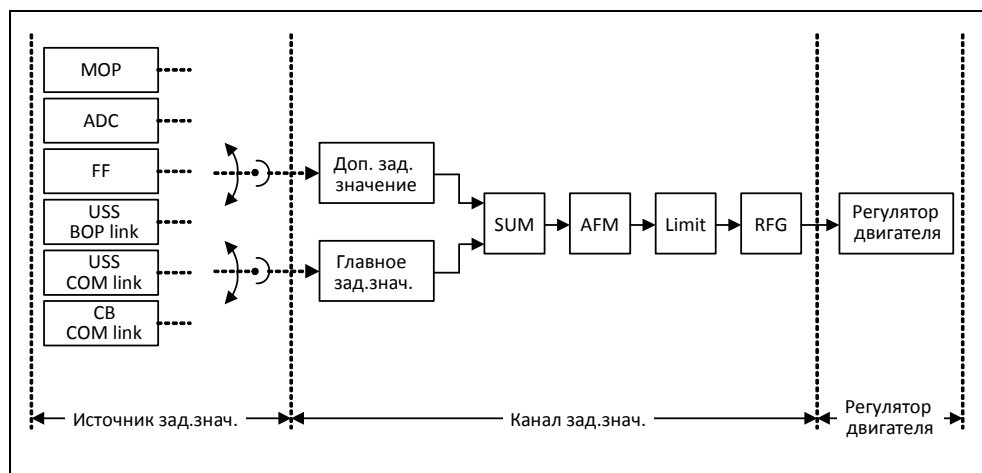 MOP
ADC
FF
USS
BOP link
USS
COM link
CB
COM link
Доп. зад.
значение
Главное
зад.знач.
SUM
AFM
Limit
RFG
Регулятор
двигателя
Источник зад.знач.
Канал зад.знач.
Регулятор
двигателя